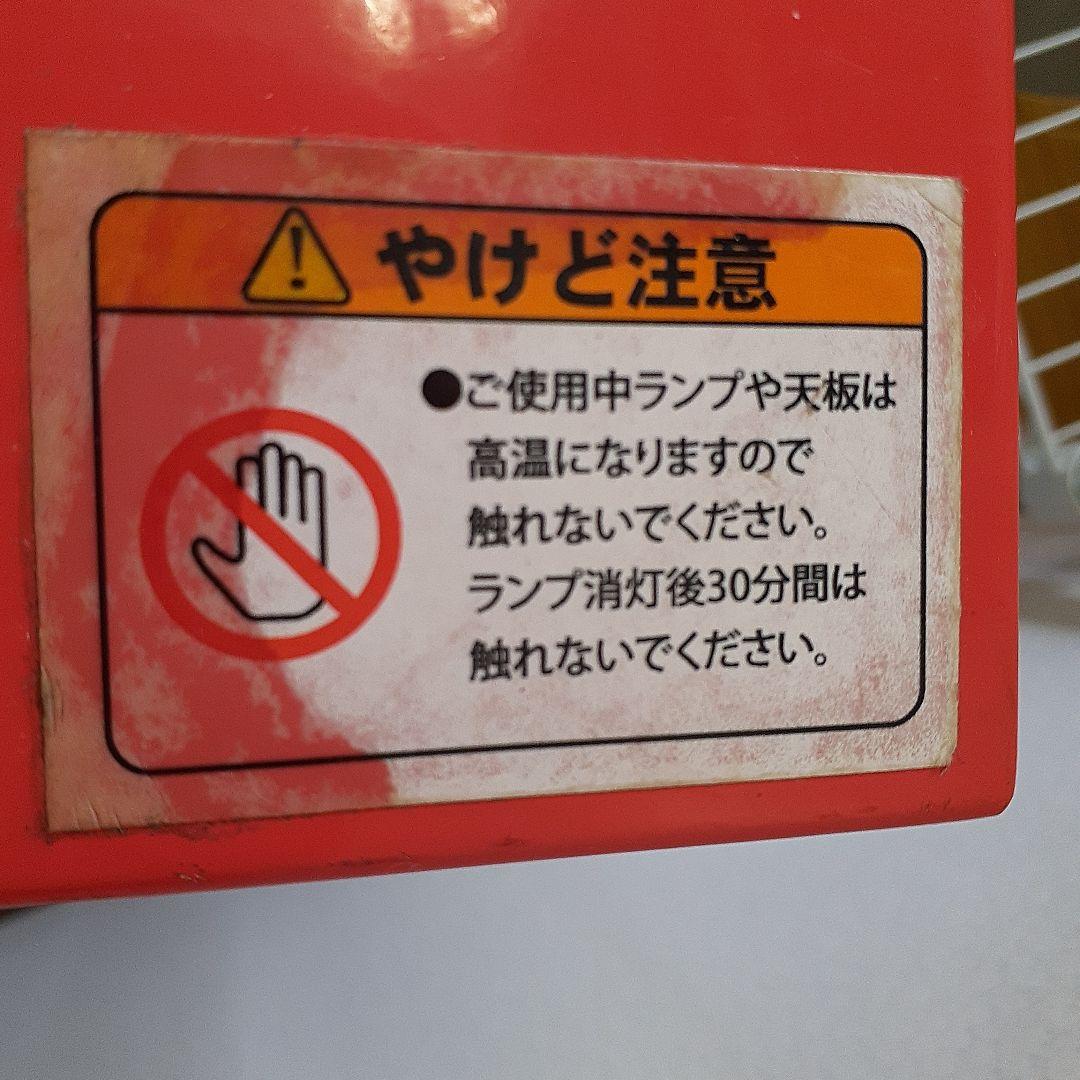 やけど注意
●ご使用中ランプや天板は
高温になりますので
触れないでください。
ランプ消灯後30分間は
触れないでください。